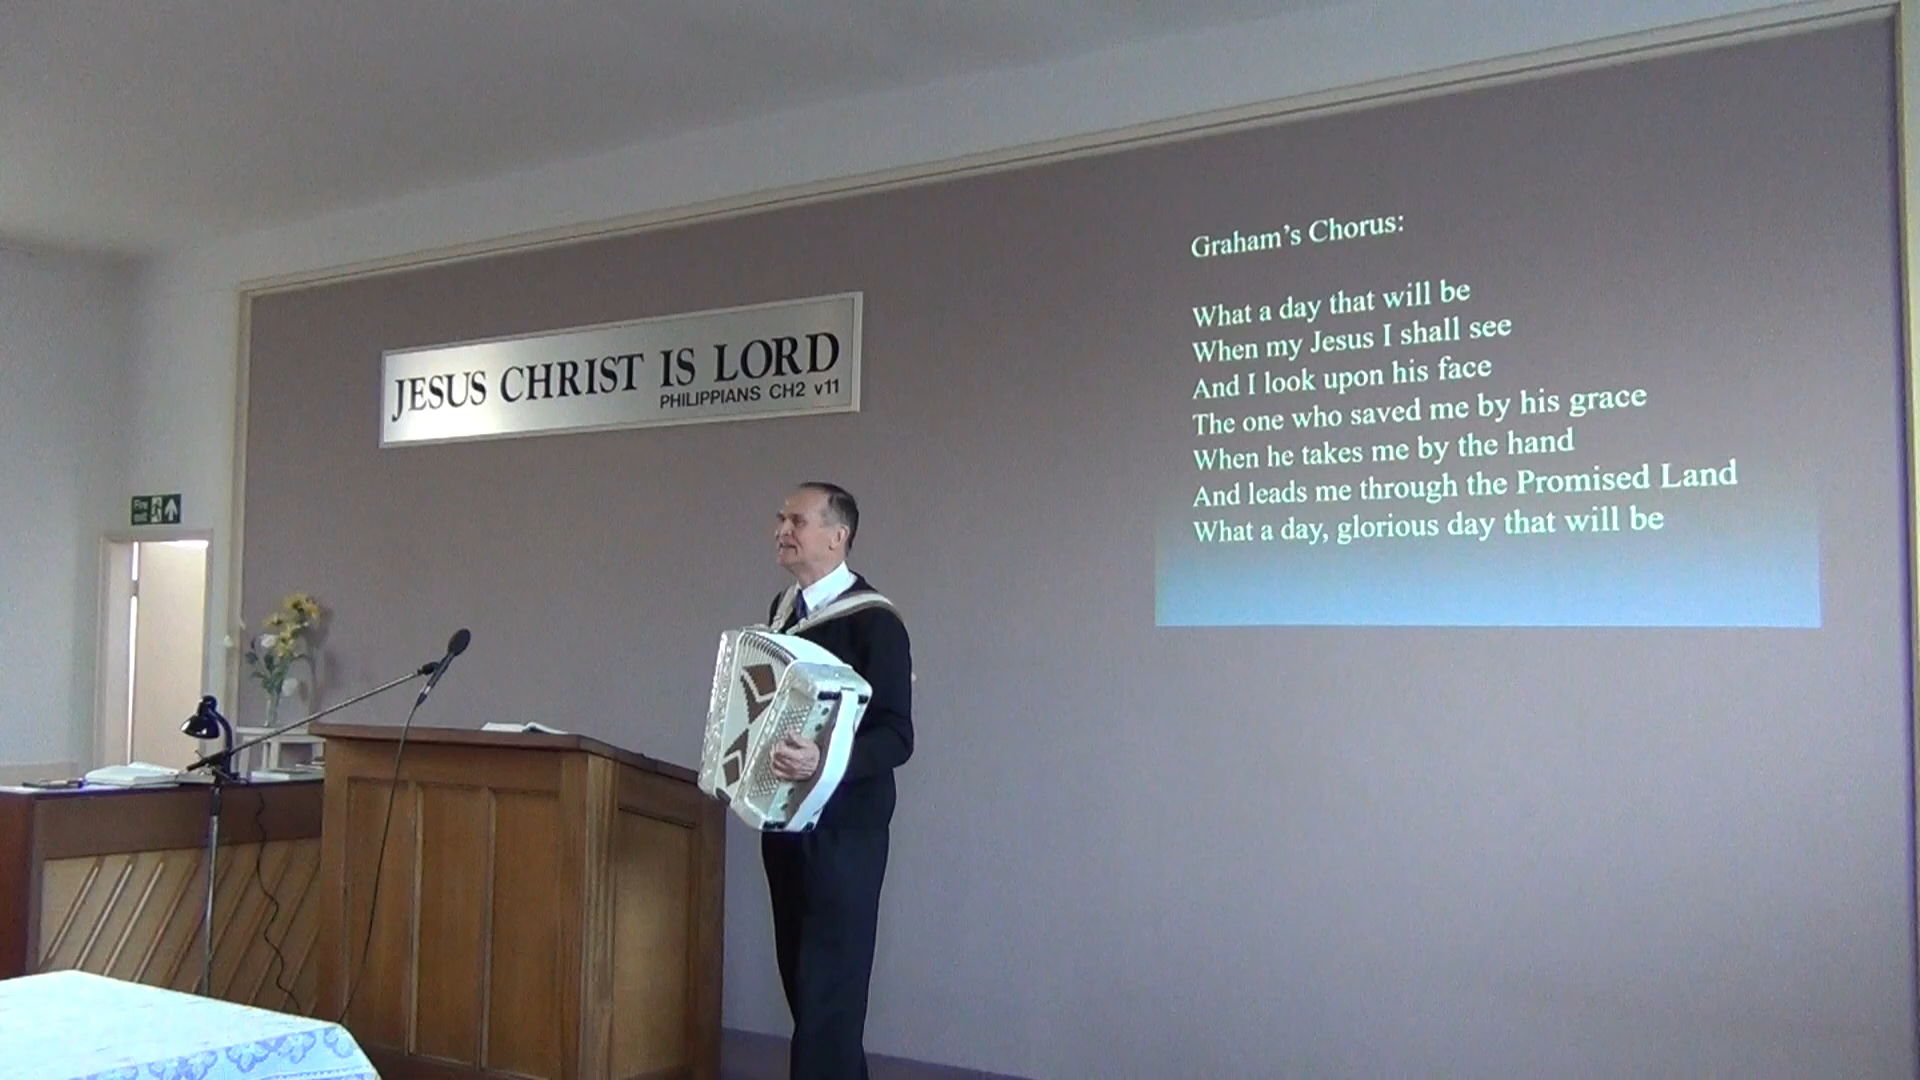 JESUS CHRIST IS LORD
PHILIPPIANS CH2 v11
Graham's Chorus:
What a day that will be
When my Jesus I shall see
And I look upon his face
The one who saved me by his grace
When he takes me by the hand
And leads me through the Promised Land
What a day, glorious day that will be
Fire